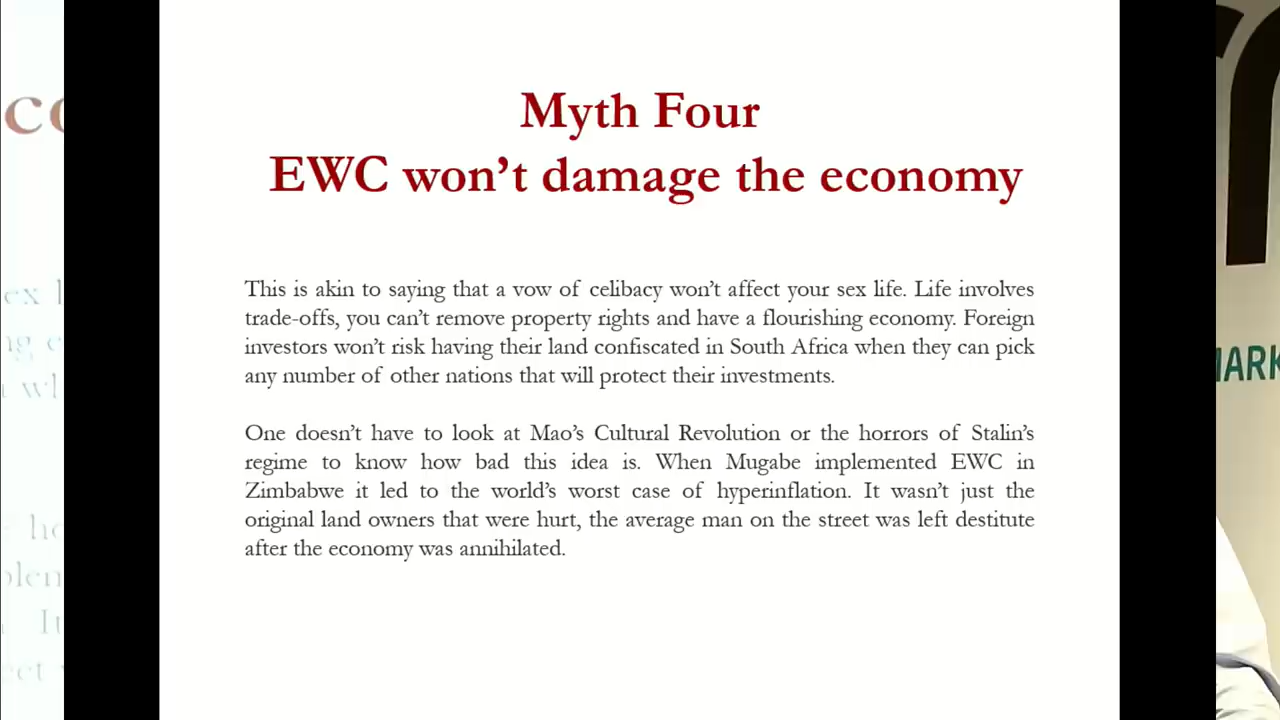 Myth Four
EWC won't damage the economy
This is akin to saying that a vow of celibacy won't affect your sex life. Life involves
trade-offs, you can't remove property rights and have a flourishing economy. Foreign
investors won't risk having their land confiscated in South Africa when they can pick
any number of other nations that will protect their investments.
One doesn't have to look at Mao's Cultural Revolution or the horrors of Stalin's
regime to know how bad this idea is. When Mugabe implemented EWC in
Zimbabwe it led to the world's worst case of hyperinflation. It wasn't just the
original land owners that were hurt, the average man on the street was left destitute
after the economy was annihilated.